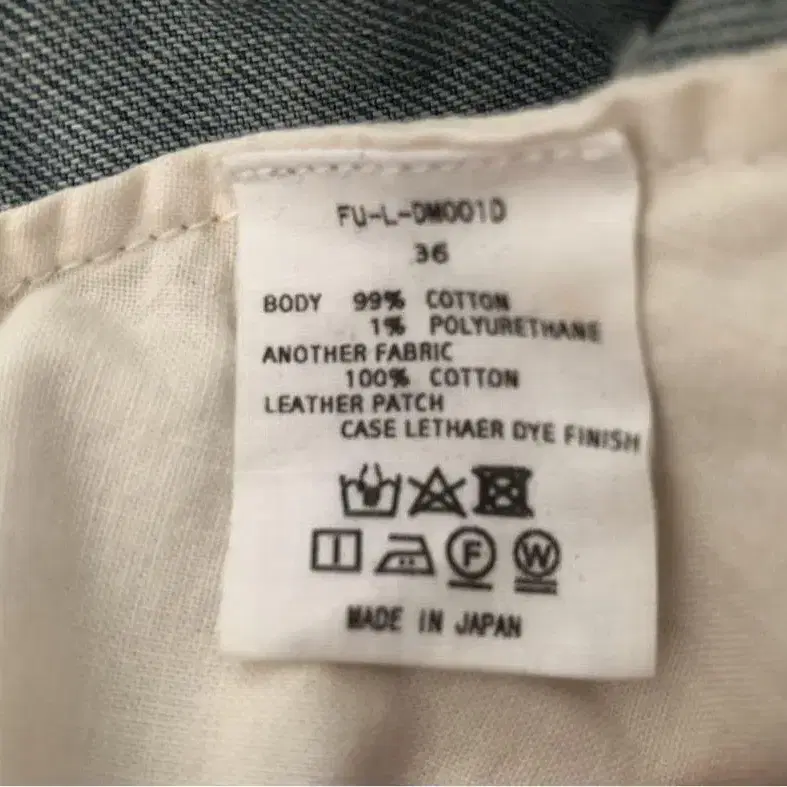 FU-L-DM001D
36
BODY 99% COTTON
1% POLYURETHANE
ANOTHER FABRIC
100% COTTON
LEATHER PATCH
CASE LETHAER DYE FINISH
F W
MADE IN JAPAN